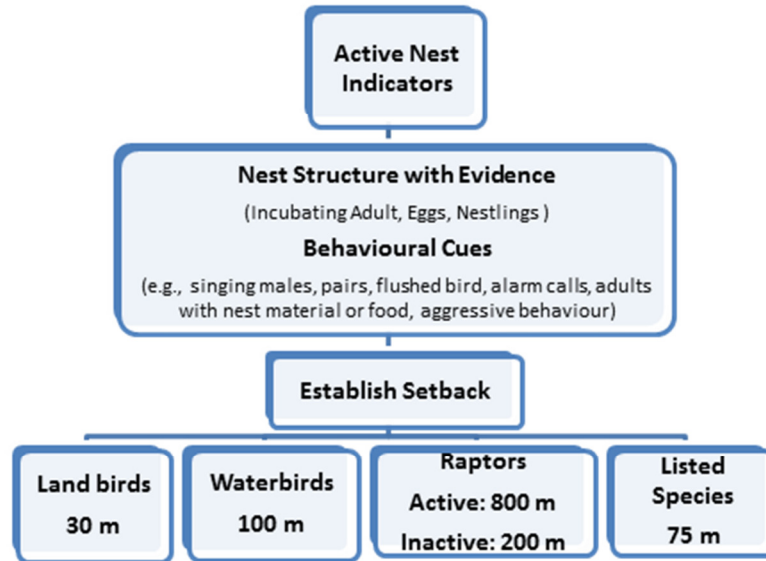 Active Nest
Indicators
Nest Structure with Evidence
(Incubating Adult, Eggs, Nestlings )
Behavioural Cues
(e.g., singing males, pairs, flushed bird, alarm calls, adults
with nest material or food, aggressive behaviour)
Establish Setback
Land birds
30 m
Waterbirds
100 m
Raptors
Active: 800 m
Inactive: 200 m
Listed
Species
75 m